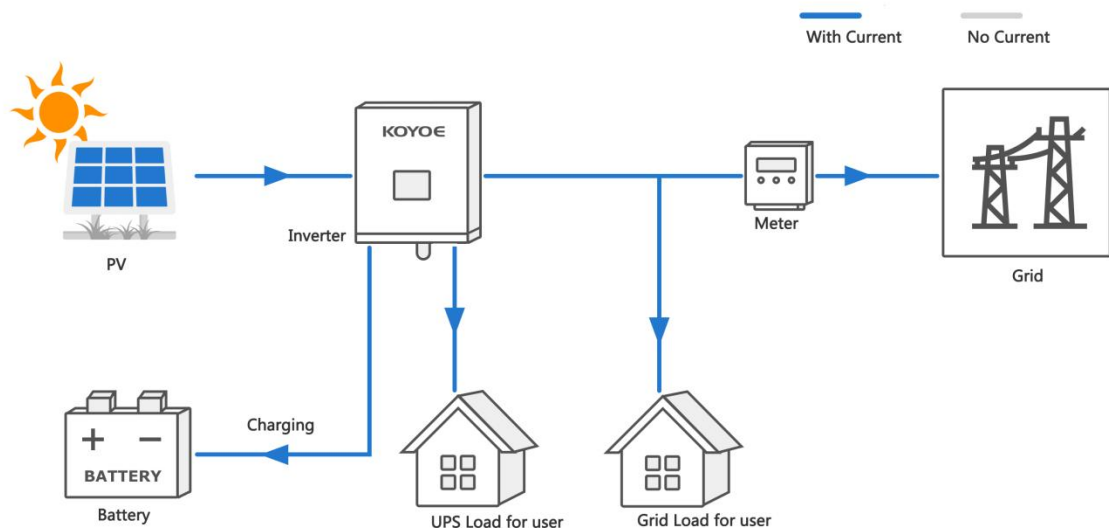 With Current
No Current
KOYOE
Inverter
Meter
PV
Grid
Charging
+ −
BATTERY
Battery
UPS Load for user
Grid Load for user